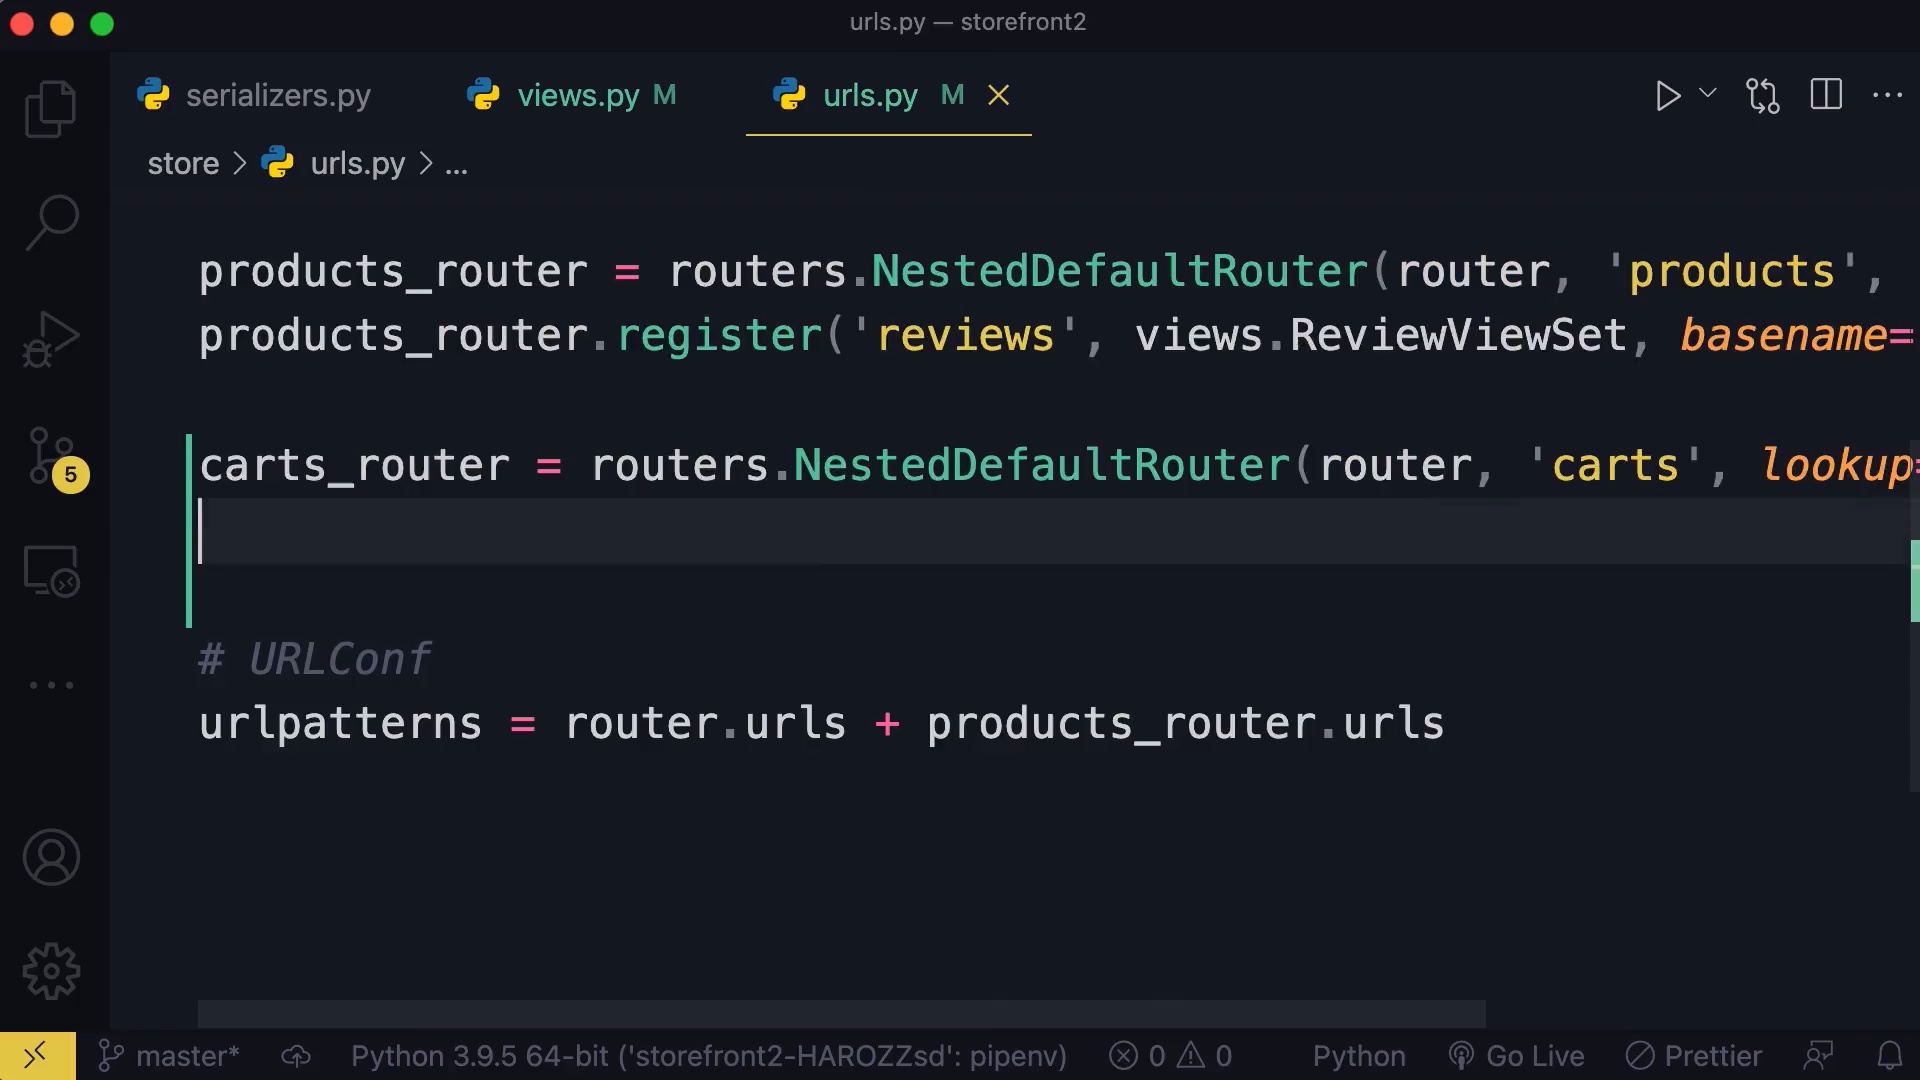 urls.py — storefront2
serializers.py
views.py M
urls.py M
store > urls.py > ...
products_router = routers.NestedDefaultRouter(router, 'products',
products_router.register('reviews', views.ReviewViewSet, basename=
carts_router = routers.NestedDefaultRouter(router, 'carts', lookup=
# URLConf
urlpatterns = router.urls + products_router.urls
5
master* Python 3.9.5 64-bit ('storefront2-HAROZZsd': pipenv) 0 0 Python Go Live Prettier